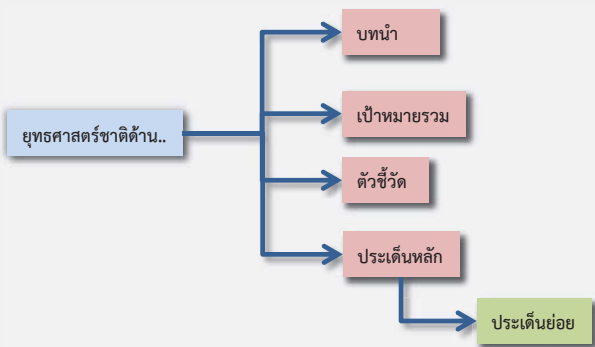 บทนำ
เป้าหมายรวม
ยุทธศาสตร์ชาติด้าน..
ตัวชี้วัด
ประเด็นหลัก
ประเด็นย่อย